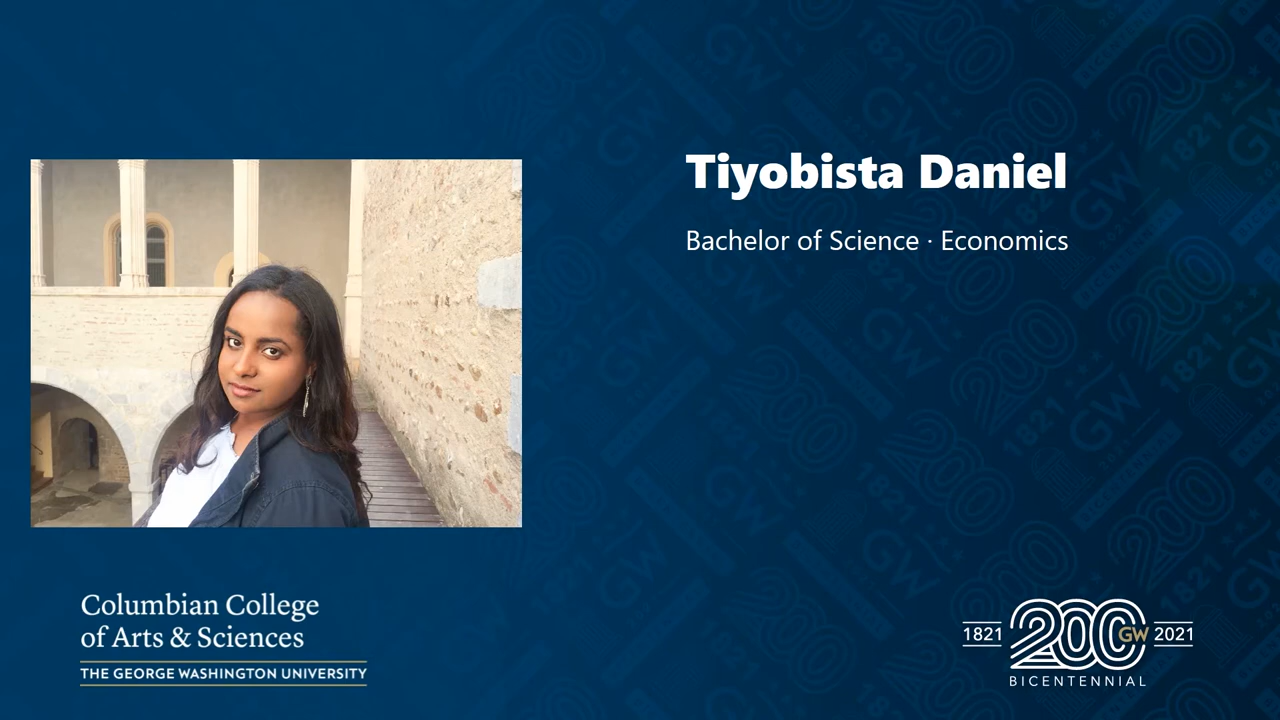 Tiyobista Daniel
Bachelor of Science · Economics
Columbian College
of Arts & Sciences
THE GEORGE WASHINGTON UNIVERSITY
1821 200 GW 2021
BICENTENNIAL